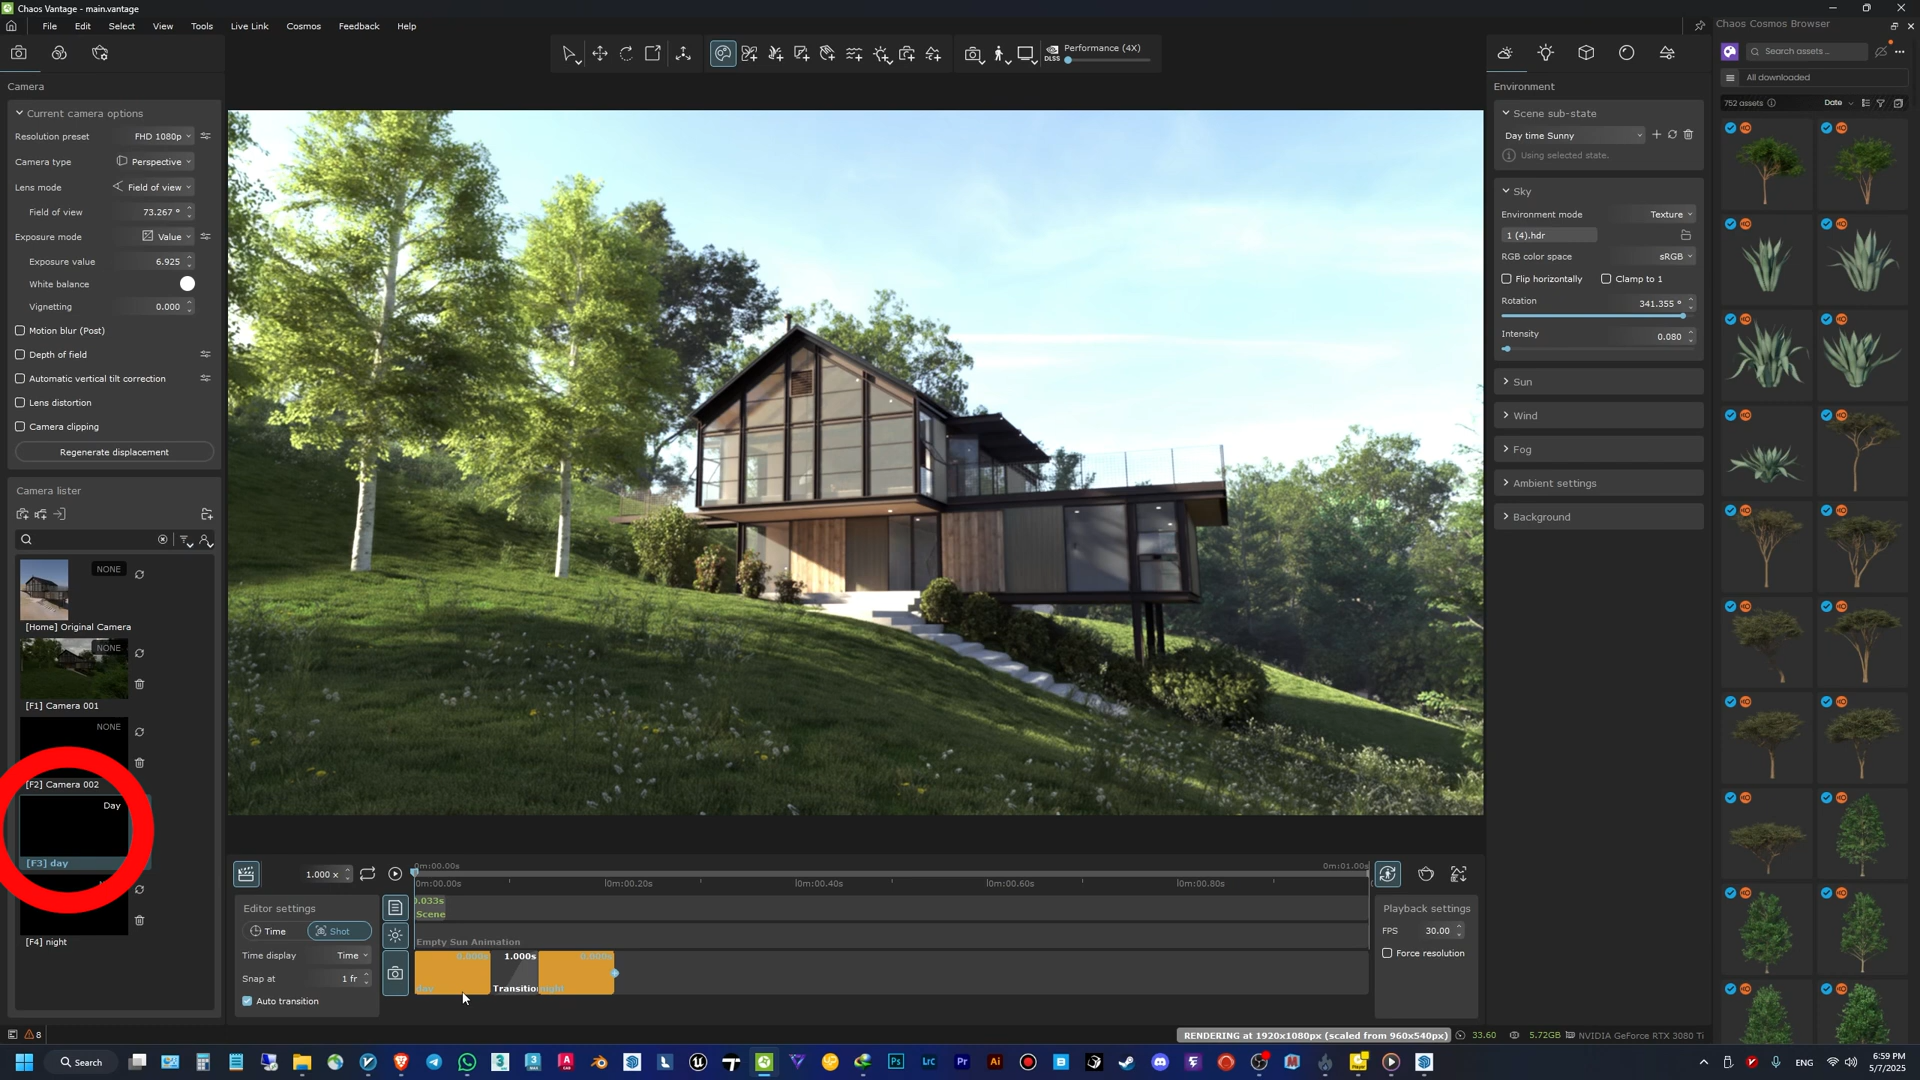 Chaos Vantage - main.vantage
File Edit Select View Tools Live Link Cosmos Feedback Help
DLSS Performance (4X)
Camera
Current camera options
Resolution preset FHD 1080p
Camera type Perspective
Lens mode Field of view
Field of view 73.267 °
Exposure mode Value
Exposure value 6.925
White balance
Vignetting 0.000
Motion blur (Post)
Depth of field
Automatic vertical tilt correction
Lens distortion
Camera clipping
Regenerate displacement
Camera lister
NONE
[Home] Original Camera
NONE
[F1] Camera 001
NONE
[F2] Camera 002
Day
[F3] day
[F4] night
8
0m:00.00s 0m:01.00s
1.000 x
0m:00.00s 0m:00.20s 0m:00.40s 0m:00.60s 0m:00.80s
Editor settings
Time Shot
Time display Time
Snap at 1 fr
Auto transition
0.033s
Scene
Empty Sun Animation
0.000s 1.000s 0.000s
day Transition night
Playback settings
FPS 30.00
Force resolution
RENDERING at 1920x1080px (scaled from 960x540px) 33.60 5.72GB NVIDIA GeForce RTX 3080 Ti
Environment
Scene sub-state
Day time Sunny
Using selected state.
Sky
Environment mode Texture
1 (4).hdr
RGB color space sRGB
Flip horizontally Clamp to 1
Rotation 341.355 °
Intensity 0.080
Sun
Wind
Fog
Ambient settings
Background
Chaos Cosmos Browser
Search assets ...
All downloaded
752 assets Date
Search
ENG
6:59 PM
5/7/2025